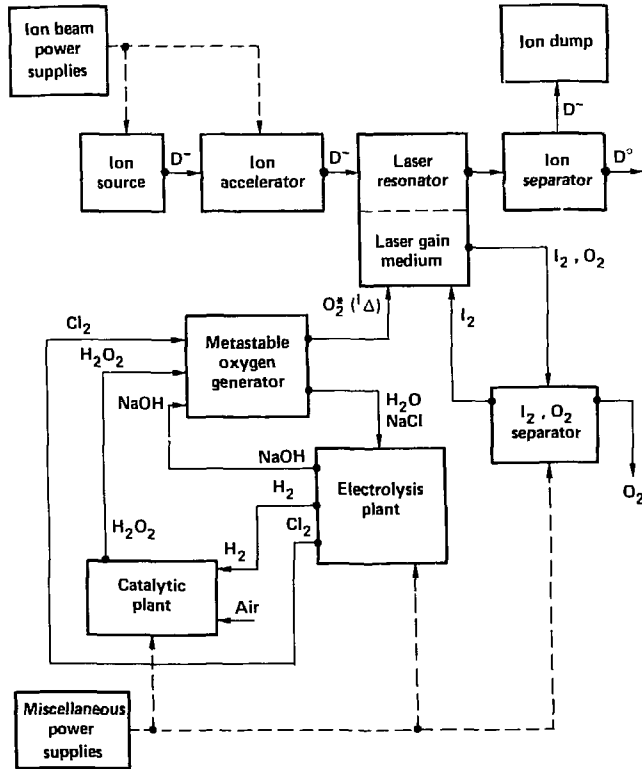 Ion beam
power
supplies
Ion dump
D⁻
Ion
source
D⁻
Ion
accelerator
D⁻
Laser
resonator
Ion
separator
D°
Laser gain
medium
I₂ , O₂
O₂* (¹Δ)
I₂
Cl₂
H₂O₂
NaOH
Metastable
oxygen
generator
H₂O
NaCl
I₂ , O₂
separator
O₂
NaOH
H₂
Cl₂
Electrolysis
plant
H₂O₂
H₂
Catalytic
plant
Air
Miscellaneous
power
supplies